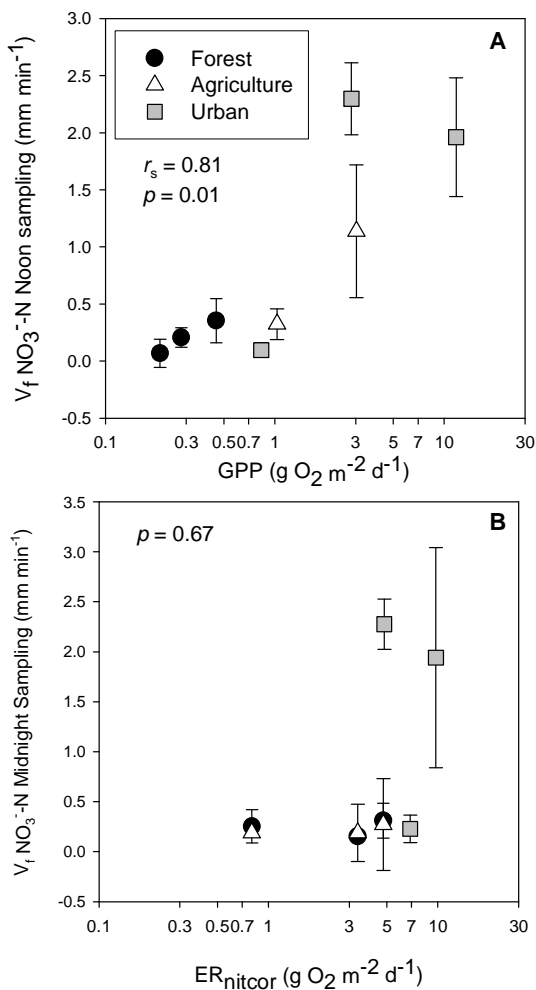 A
Forest
Agriculture
Urban
rs = 0.81
p = 0.01
3.0
2.5
2.0
1.5
1.0
0.5
0.0
-0.5
Vf NO3--N Noon sampling (mm min-1)
0.1 0.3 0.5 0.7 1 3 5 7 10 30
GPP (g O2 m-2 d-1)
B
p = 0.67
3.5
3.0
2.5
2.0
1.5
1.0
0.5
0.0
-0.5
Vf NO3--N Midnight Sampling (mm min-1)
0.1 0.3 0.5 0.7 1 3 5 7 10 30
ERnitcor (g O2 m-2 d-1)